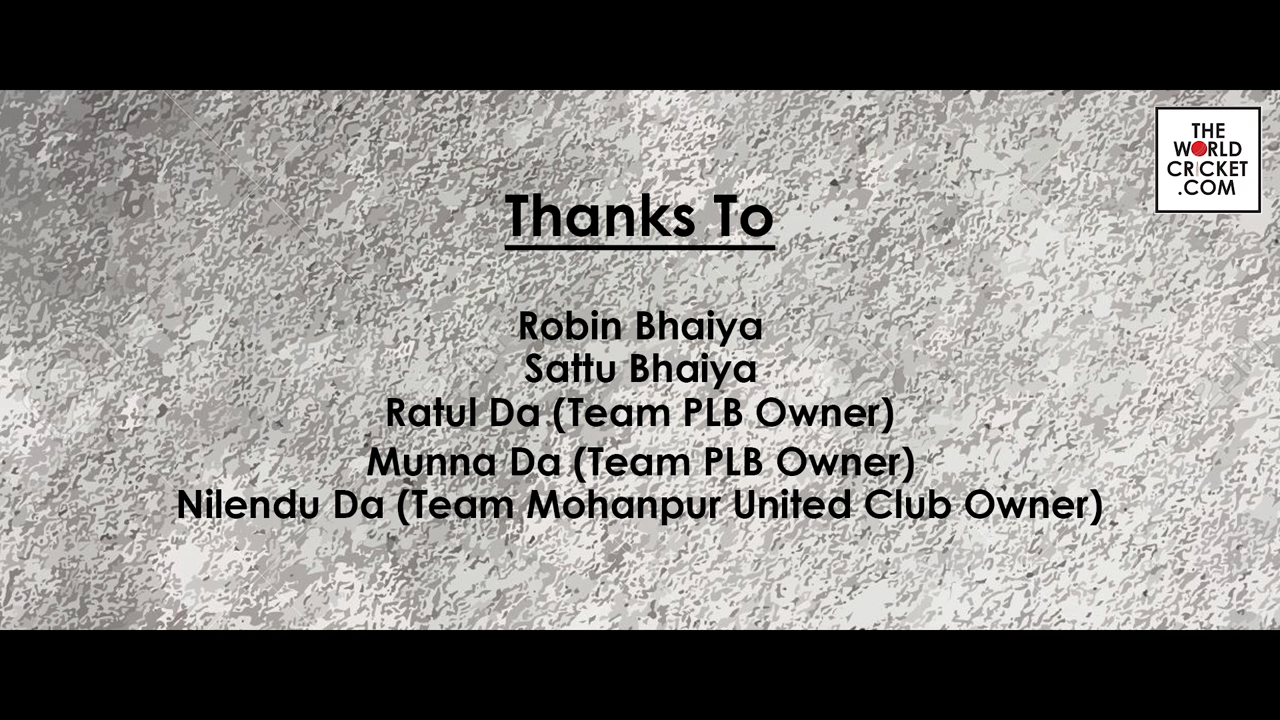 THE
WORLD
CRICKET
.COM
Thanks To
Robin Bhaiya
Sattu Bhaiya
Ratul Da (Team PLB Owner)
Munna Da (Team PLB Owner)
Nilendu Da (Team Mohanpur United Club Owner)